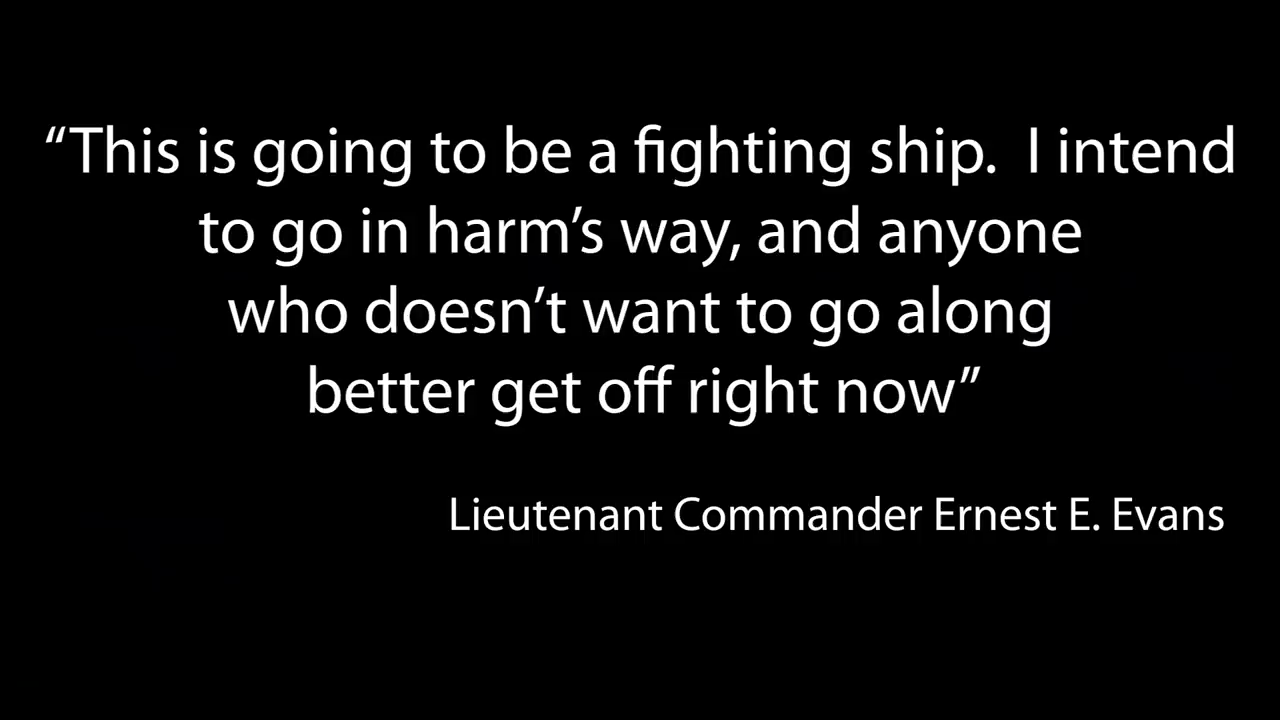 “This is going to be a fighting ship.  I intend
to go in harm’s way, and anyone
who doesn’t want to go along
better get off right now”
Lieutenant Commander Ernest E. Evans